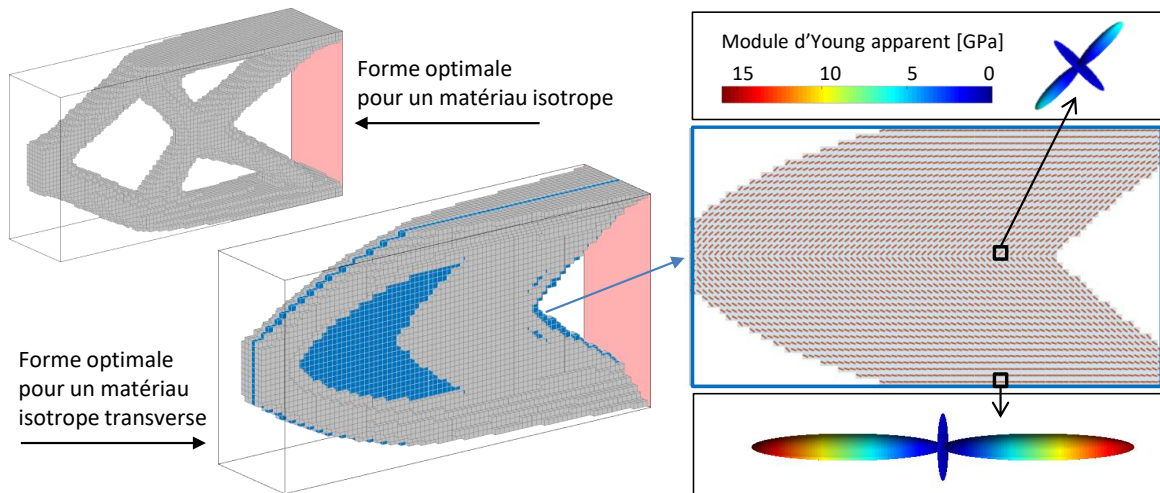 Forme optimale
pour un matériau isotrope
Forme optimale
pour un matériau
isotrope transverse
Module d'Young apparent [GPa]
15 10 5 0